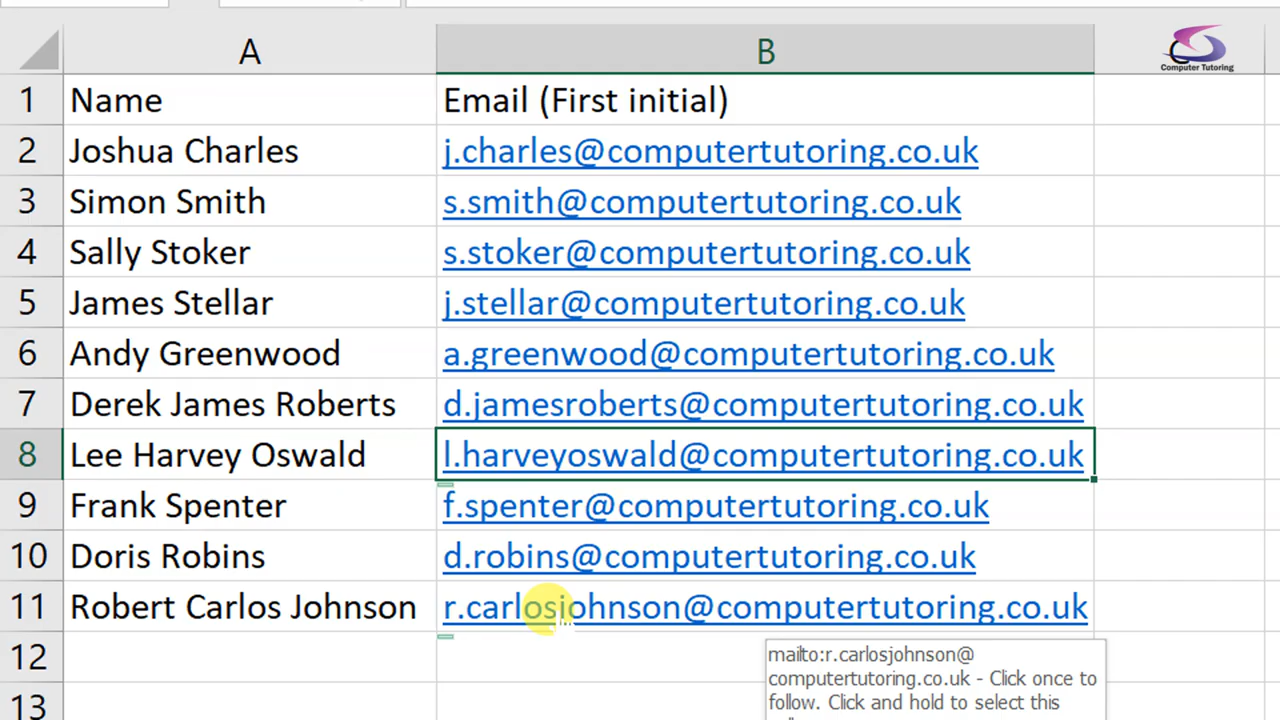 A B C
Computer Tutoring
1 Name Email (First initial)
2 Joshua Charles j.charles@computertutoring.co.uk
3 Simon Smith s.smith@computertutoring.co.uk
4 Sally Stoker s.stoker@computertutoring.co.uk
5 James Stellar j.stellar@computertutoring.co.uk
6 Andy Greenwood a.greenwood@computertutoring.co.uk
7 Derek James Roberts d.jamesroberts@computertutoring.co.uk
8 Lee Harvey Oswald l.harveyoswald@computertutoring.co.uk
9 Frank Spenter f.spenter@computertutoring.co.uk
10 Doris Robins d.robins@computertutoring.co.uk
11 Robert Carlos Johnson r.carlosjohnson@computertutoring.co.uk
12
mailto:r.carlosjohnson@
computertutoring.co.uk - Click once to
13 follow. Click and hold to select this